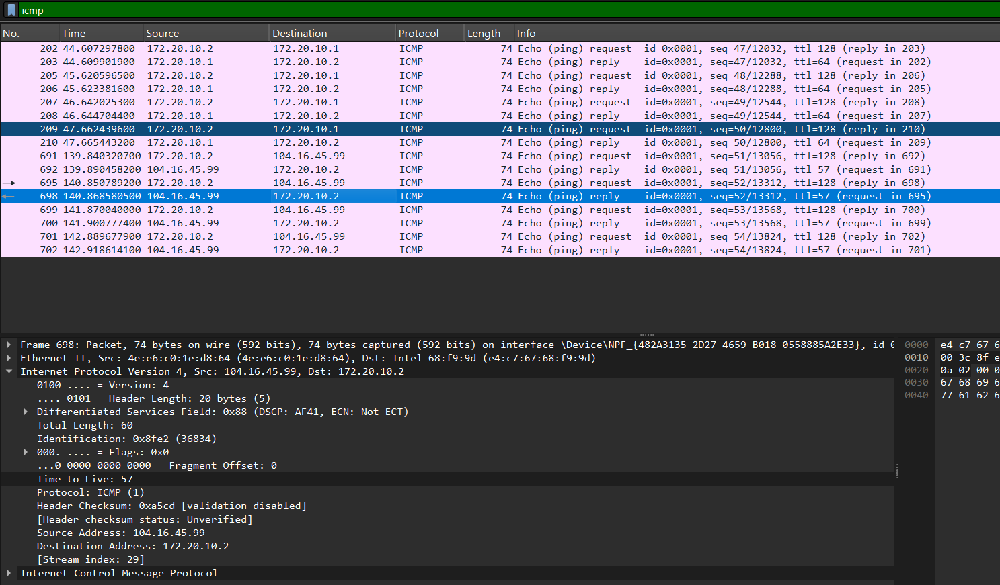 icmp
No. Time Source Destination Protocol Length Info
202 44.607297800 172.20.10.2 172.20.10.1 ICMP 74 Echo (ping) request id=0x0001, seq=47/12032, ttl=128 (reply in 203)
203 44.609901900 172.20.10.1 172.20.10.2 ICMP 74 Echo (ping) reply id=0x0001, seq=47/12032, ttl=64 (request in 202)
205 45.620596500 172.20.10.2 172.20.10.1 ICMP 74 Echo (ping) request id=0x0001, seq=48/12288, ttl=128 (reply in 206)
206 45.623381600 172.20.10.1 172.20.10.2 ICMP 74 Echo (ping) reply id=0x0001, seq=48/12288, ttl=64 (request in 205)
207 46.642025300 172.20.10.2 172.20.10.1 ICMP 74 Echo (ping) request id=0x0001, seq=49/12544, ttl=128 (reply in 208)
208 46.644704400 172.20.10.1 172.20.10.2 ICMP 74 Echo (ping) reply id=0x0001, seq=49/12544, ttl=64 (request in 207)
209 47.662439600 172.20.10.2 172.20.10.1 ICMP 74 Echo (ping) request id=0x0001, seq=50/12800, ttl=128 (reply in 210)
210 47.665443200 172.20.10.1 172.20.10.2 ICMP 74 Echo (ping) reply id=0x0001, seq=50/12800, ttl=64 (request in 209)
691 139.840320700 172.20.10.2 104.16.45.99 ICMP 74 Echo (ping) request id=0x0001, seq=51/13056, ttl=128 (reply in 692)
692 139.890458200 104.16.45.99 172.20.10.2 ICMP 74 Echo (ping) reply id=0x0001, seq=51/13056, ttl=57 (request in 691)
695 140.850789200 172.20.10.2 104.16.45.99 ICMP 74 Echo (ping) request id=0x0001, seq=52/13312, ttl=128 (reply in 698)
698 140.868580500 104.16.45.99 172.20.10.2 ICMP 74 Echo (ping) reply id=0x0001, seq=52/13312, ttl=57 (request in 695)
699 141.870040000 172.20.10.2 104.16.45.99 ICMP 74 Echo (ping) request id=0x0001, seq=53/13568, ttl=128 (reply in 700)
700 141.900777400 104.16.45.99 172.20.10.2 ICMP 74 Echo (ping) reply id=0x0001, seq=53/13568, ttl=57 (request in 699)
701 142.889677900 172.20.10.2 104.16.45.99 ICMP 74 Echo (ping) request id=0x0001, seq=54/13824, ttl=128 (reply in 702)
702 142.918614100 104.16.45.99 172.20.10.2 ICMP 74 Echo (ping) reply id=0x0001, seq=54/13824, ttl=57 (request in 701)
Frame 698: Packet, 74 bytes on wire (592 bits), 74 bytes captured (592 bits) on interface \Device\NPF_{482A3135-2D27-4659-B018-0558885A2E33}, id
Ethernet II, Src: 4e:e6:c0:1e:d8:64 (4e:e6:c0:1e:d8:64), Dst: Intel_68:f9:9d (e4:c7:67:68:f9:9d)
Internet Protocol Version 4, Src: 104.16.45.99, Dst: 172.20.10.2
0100 .... = Version: 4
.... 0101 = Header Length: 20 bytes (5)
Differentiated Services Field: 0x88 (DSCP: AF41, ECN: Not-ECT)
Total Length: 60
Identification: 0x8fe2 (36834)
000. .... = Flags: 0x0
...0 0000 0000 0000 = Fragment Offset: 0
Time to Live: 57
Protocol: ICMP (1)
Header Checksum: 0xa5cd [validation disabled]
[Header checksum status: Unverified]
Source Address: 104.16.45.99
Destination Address: 172.20.10.2
[Stream index: 29]
Internet Control Message Protocol
0000 e4 c7 67 6
0010 00 3c 8f e
0020 0a 02 00 0
0030 67 68 69 6
0040 77 61 62 6